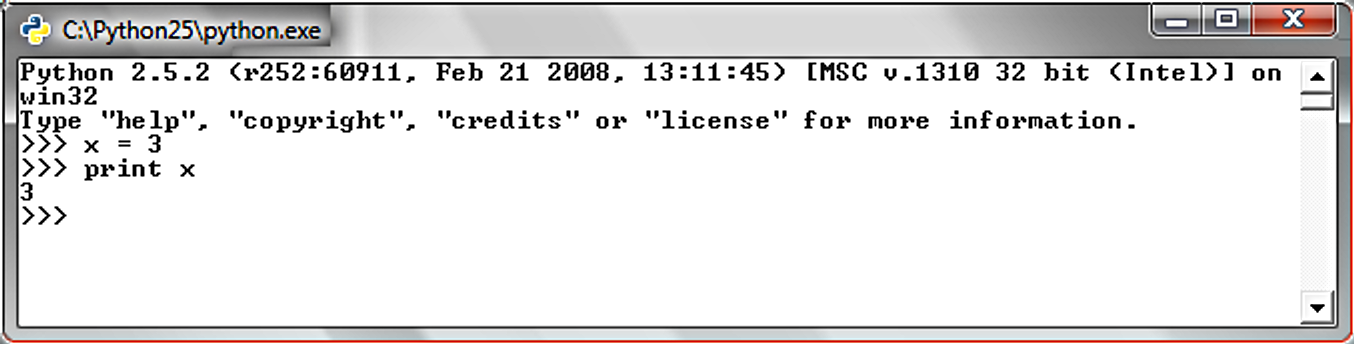 C:\Python25\python.exe
Python 2.5.2 (r252:60911, Feb 21 2008, 13:11:45) [MSC v.1310 32 bit (Intel)] on
win32
Type "help", "copyright", "credits" or "license" for more information.
>>> x = 3
>>> print x
3
>>>